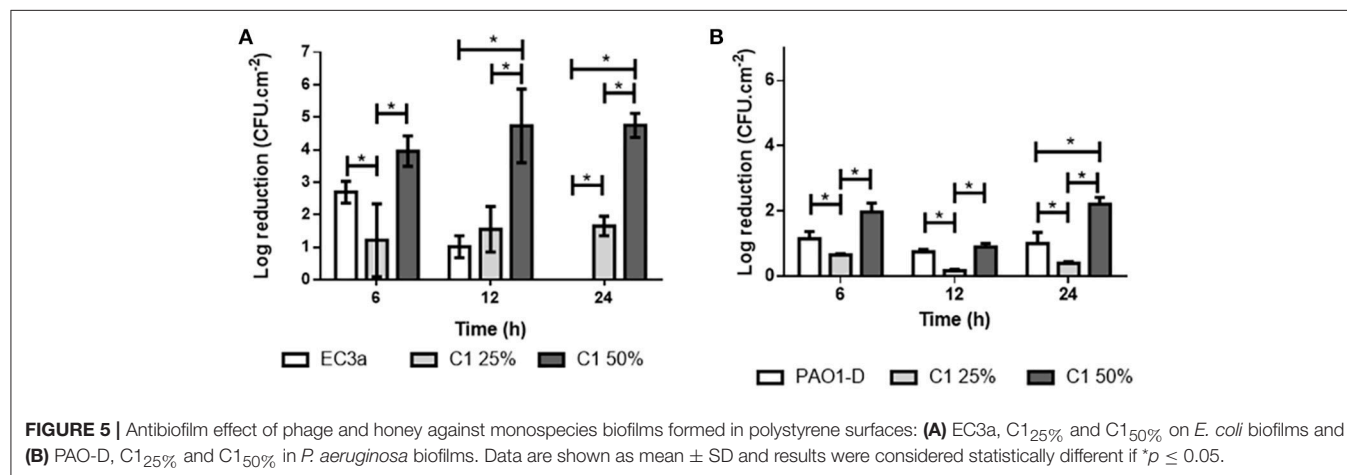 A
B
Log reduction (CFU.cm⁻²)
7
6
5
4
3
2
1
0
* * * * * * * *
6 12 24
Time (h)
EC3a C1 25% C1 50%
Log reduction (CFU.cm⁻²)
6
4
2
0
* * * * * * *
6 12 24
Time (h)
PAO1-D C1 25% C1 50%
FIGURE 5 | Antibiofilm effect of phage and honey against monospecies biofilms formed in polystyrene surfaces: (A) EC3a, C1₂₅% and C1₅₀% on E. coli biofilms and
(B) PAO-D, C1₂₅% and C1₅₀% in P. aeruginosa biofilms. Data are shown as mean ± SD and results were considered statistically different if *p ≤ 0.05.